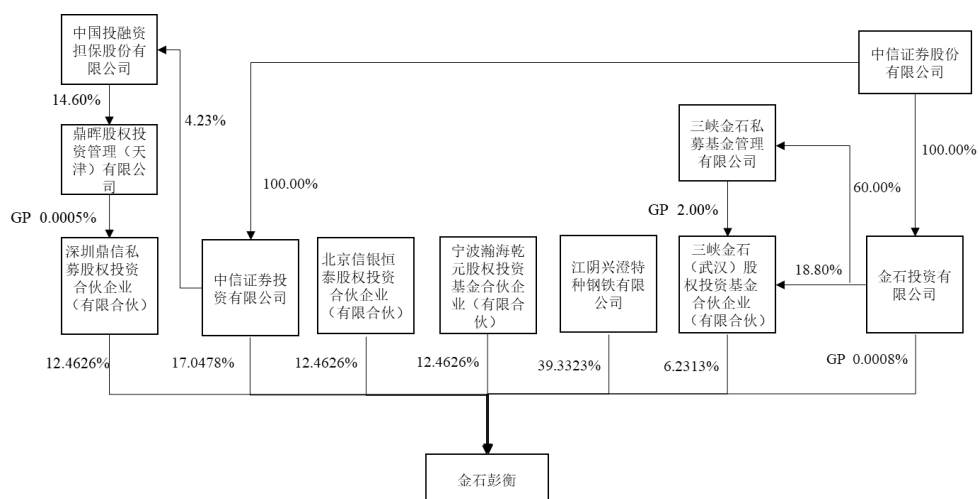 中国投融资
担保股份有
限公司
中信证券股份
有限公司
14.60%
4.23%
鼎晖股权投
资管理（天
津）有限公
司
三峡金石私
募基金管理
有限公司
100.00%
100.00%
60.00%
GP 0.0005%
GP 2.00%
深圳鼎信私
募股权投资
合伙企业
（有限合伙）
中信证券投
资有限公司
北京信银恒
泰股权投资
合伙企业
（有限合伙）
宁波瀚海乾
元股权投资
基金合伙企
业（有限合
伙）
江阴兴澄特
种钢铁有限
公司
三峡金石
（武汉）股
权投资基金
合伙企业
（有限合伙）
18.80%
金石投资有
限公司
12.4626%
17.0478%
12.4626%
12.4626%
39.3323%
6.2313%
GP 0.0008%
金石彭衡